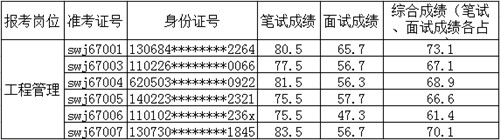 报考岗位 准考证号 身份证号 笔试成绩 面试成绩 综合成绩（笔试
、面试成绩各占
工程管理
swj67001 130684********2264 80.5 65.7 73.1
swj67003 110226********0066 77.5 56.7 67.1
swj67004 620503********0922 81.5 56.3 68.9
swj67005 140223********2321 75.5 57.7 66.6
swj67006 110102********236x 75.5 47.3 61.4
swj67007 130730********1845 83.5 56.7 70.1